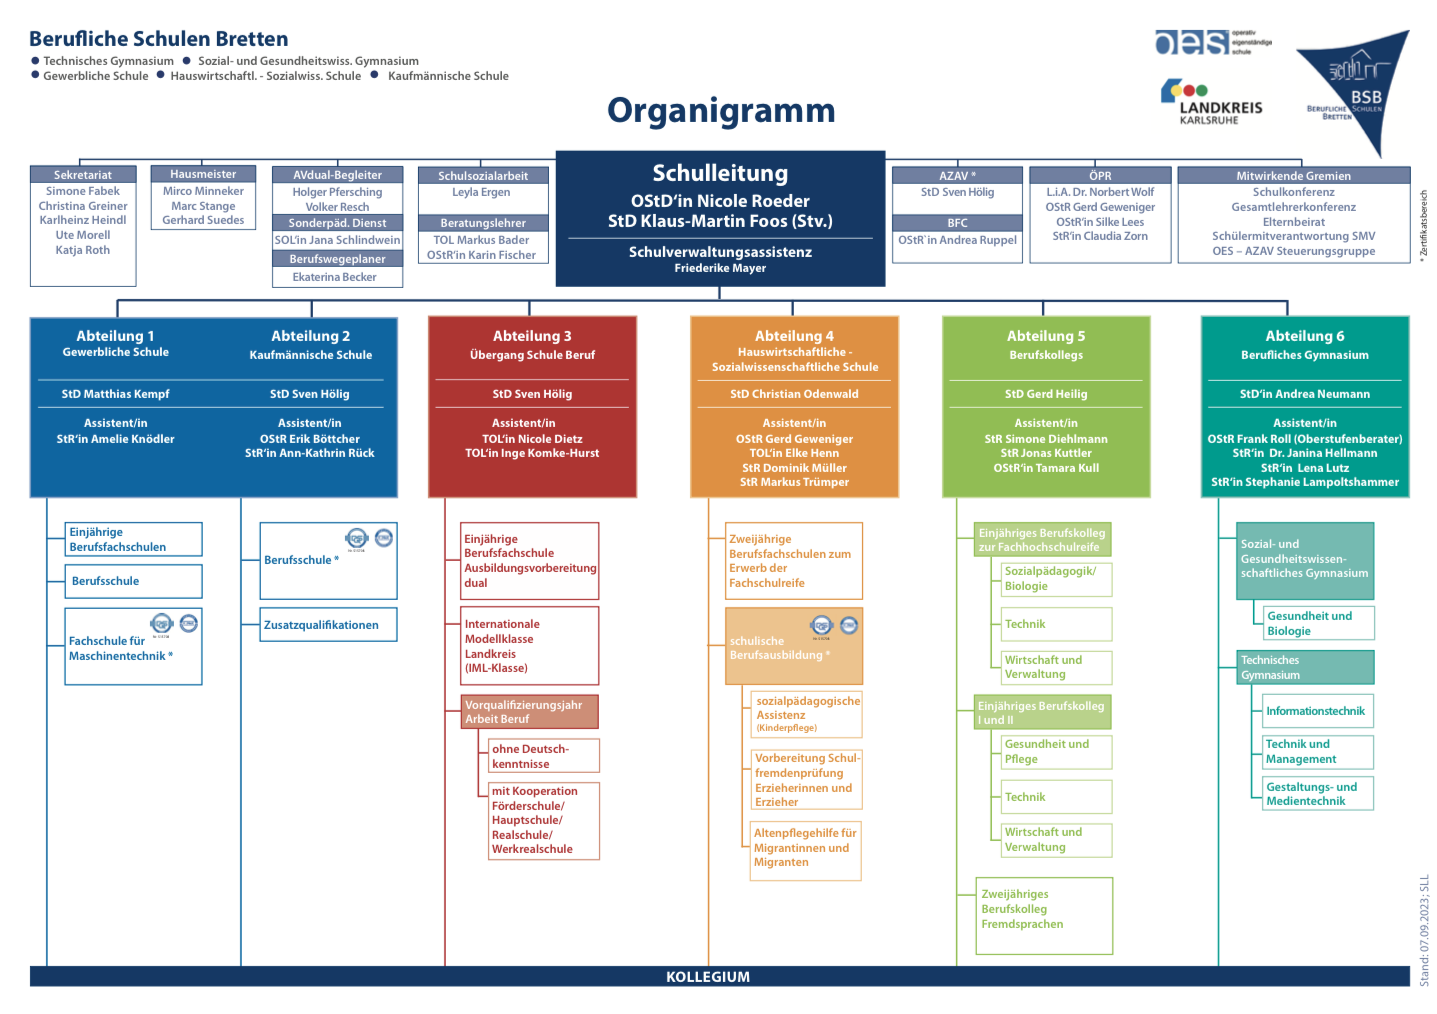 Berufliche Schulen Bretten
● Technisches Gymnasium ● Sozial- und Gesundheitswiss. Gymnasium
● Gewerbliche Schule ● Hauswirtschaftl. - Sozialwiss. Schule ● Kaufmännische Schule
oes operativ
eigenständige
schule
LANDKREIS
KARLSRUHE
BSB
BERUFLICHE SCHULEN
BRETTEN
Organigramm
Sekretariat
Simone Fabek
Christina Greiner
Karlheinz Heindl
Ute Morell
Katja Roth
Hausmeister
Mirco Minneker
Marc Stange
Gerhard Suedes
AVdual-Begleiter
Holger Pfersching
Volker Resch
Sonderpäd. Dienst
SOL‘in Jana Schlindwein
Berufswegeplaner
Ekaterina Becker
Schulsozialarbeit
Leyla Ergen
Beratungslehrer
TOL Markus Bader
OStR‘in Karin Fischer
Schulleitung
OStD‘in Nicole Roeder
StD Klaus-Martin Foos (Stv.)
Schulverwaltungsassistenz
Friederike Mayer
AZAV *
StD Sven Hölig
BFC
OStR`in Andrea Ruppel
ÖPR
L.i.A. Dr. Norbert Wolf
OStR Gerd Geweniger
OStR‘in Silke Lees
StR‘in Claudia Zorn
Mitwirkende Gremien
Schulkonferenz
Gesamtlehrerkonferenz
Elternbeirat
Schülermitverantwortung SMV
OES – AZAV Steuerungsgruppe
* Zertifikatsbereich
Abteilung 1
Gewerbliche Schule
StD Matthias Kempf
Assistent/in
StR‘in Amelie Knödler
Abteilung 2
Kaufmännische Schule
StD Sven Hölig
Assistent/in
OStR Erik Böttcher
StR‘in Ann-Kathrin Rück
Abteilung 3
Übergang Schule Beruf
StD Sven Hölig
Assistent/in
TOL‘in Nicole Dietz
TOL‘in Inge Komke-Hurst
Abteilung 4
Hauswirtschaftliche -
Sozialwissenschaftliche Schule
StD Christian Odenwald
Assistent/in
OStR Gerd Geweniger
TOL‘in Elke Henn
StR Dominik Müller
StR Markus Trümper
Abteilung 5
Berufskollegs
StD Gerd Heilig
Assistent/in
StR Simone Diehlmann
StR Jonas Kuttler
OStR‘in Tamara Kull
Abteilung 6
Berufliches Gymnasium
StD‘in Andrea Neumann
Assistent/in
OStR Frank Roll (Oberstufenberater)
StR‘in Dr. Janina Hellmann
StR‘in Lena Lutz
StR‘in Stephanie Lampoltshammer
Einjährige
Berufsfachschulen
Berufsschule
Fachschule für
Maschinentechnik *
Berufsschule *
Zusatzqualifikationen
Einjährige
Berufsfachschule
Ausbildungsvorbereitung
dual
Internationale
Modellklasse
Landkreis
(IML-Klasse)
Vorqualifizierungsjahr
Arbeit Beruf
ohne Deutsch-
kenntnisse
mit Kooperation
Förderschule/
Hauptschule/
Realschule/
Werkrealschule
Zweijährige
Berufsfachschulen zum
Erwerb der
Fachschulreife
schulische
Berufsausbildung *
sozialpädagogische
Assistenz
(Kinderpflege)
Vorbereitung Schul-
fremdenprüfung
Erzieherinnen und
Erzieher
Altenpflegehilfe für
Migrantinnen und
Migranten
Einjähriges Berufskolleg
zur Fachhochschulreife
Sozialpädagogik/
Biologie
Technik
Wirtschaft und
Verwaltung
Einjähriges Berufskolleg
I und II
Gesundheit und
Pflege
Technik
Wirtschaft und
Verwaltung
Zweijähriges
Berufskolleg
Fremdsprachen
Sozial- und
Gesundheitswissen-
schaftliches Gymnasium
Gesundheit und
Biologie
Technisches
Gymnasium
Informationstechnik
Technik und
Management
Gestaltungs- und
Medientechnik
Stand: 07.09.2023; SLL
KOLLEGIUM